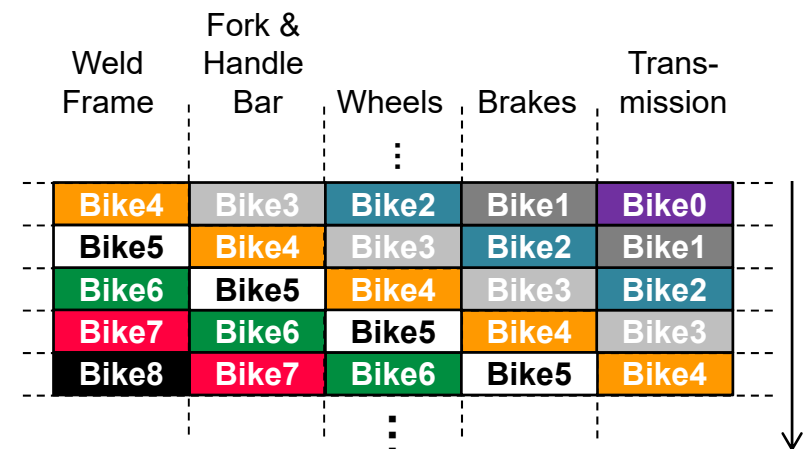 Weld
Frame
Fork &
Handle
Bar
Wheels
Brakes
Trans-
mission
⋮
Bike4 Bike3 Bike2 Bike1 Bike0
Bike5 Bike4 Bike3 Bike2 Bike1
Bike6 Bike5 Bike4 Bike3 Bike2
Bike7 Bike6 Bike5 Bike4 Bike3
Bike8 Bike7 Bike6 Bike5 Bike4
⋮